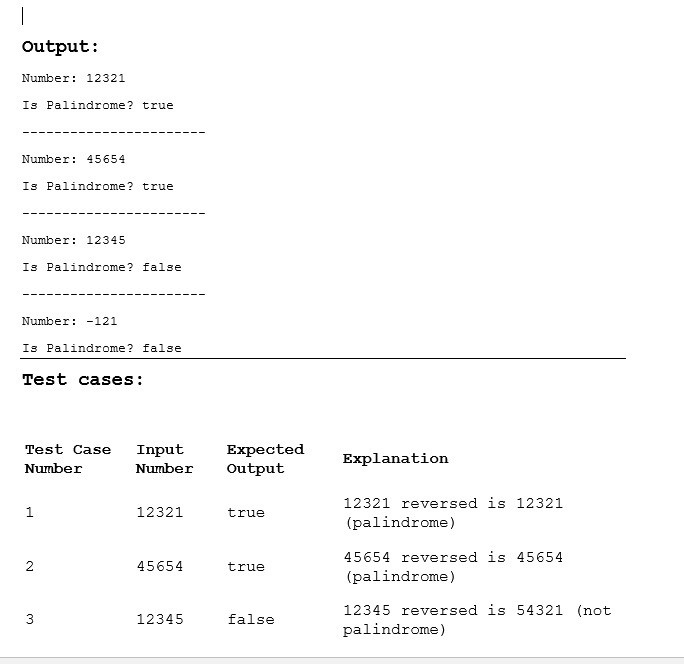 Output:
Number: 12321
Is Palindrome? true
-----------------------
Number: 45654
Is Palindrome? true
-----------------------
Number: 12345
Is Palindrome? false
-----------------------
Number: -121
Is Palindrome? false
Test cases:
Test Case Number Input Number Expected Output Explanation
1 12321 true 12321 reversed is 12321 (palindrome)
2 45654 true 45654 reversed is 45654 (palindrome)
3 12345 false 12345 reversed is 54321 (not palindrome)